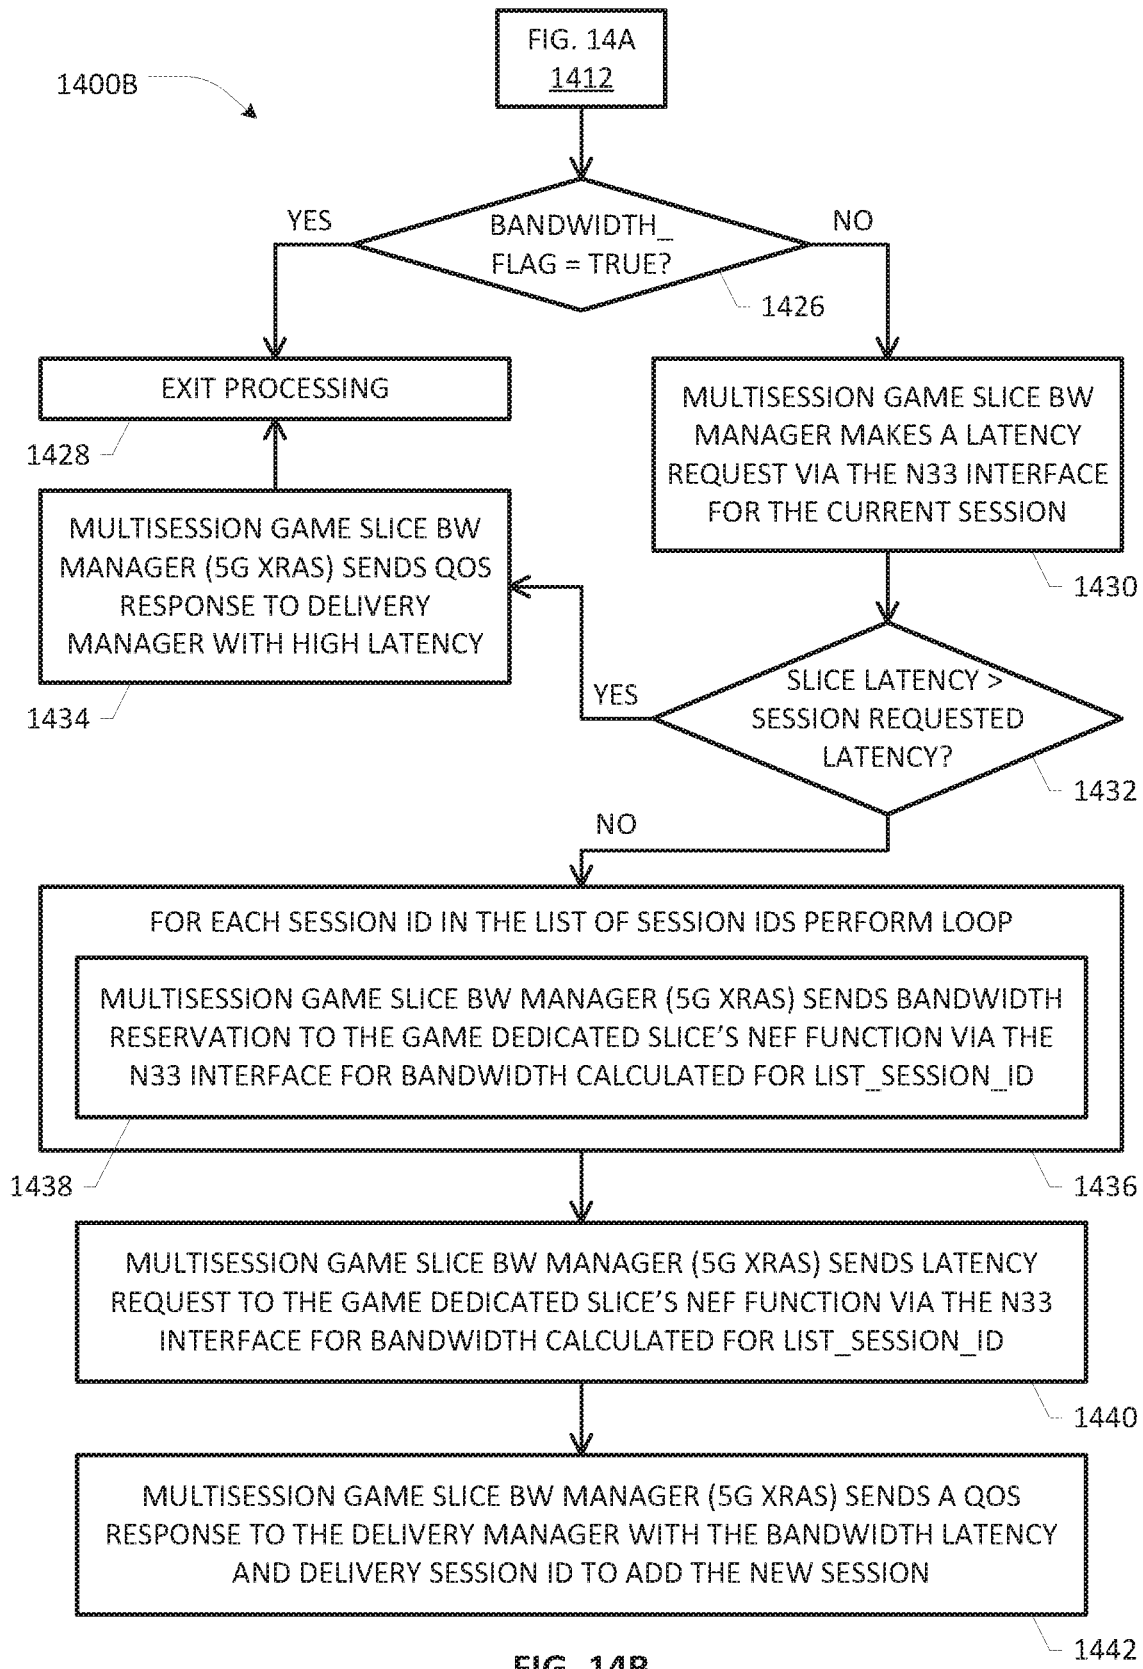 FIG. 14A
1412
1400B
YES
BANDWIDTH_
FLAG = TRUE?
NO
1426
EXIT PROCESSING
1428
MULTISESSION GAME SLICE BW
MANAGER MAKES A LATENCY
REQUEST VIA THE N33 INTERFACE
FOR THE CURRENT SESSION
1430
MULTISESSION GAME SLICE BW
MANAGER (5G XRAS) SENDS QOS
RESPONSE TO DELIVERY
MANAGER WITH HIGH LATENCY
1434
YES
SLICE LATENCY >
SESSION REQUESTED
LATENCY?
1432
NO
FOR EACH SESSION ID IN THE LIST OF SESSION IDS PERFORM LOOP
MULTISESSION GAME SLICE BW MANAGER (5G XRAS) SENDS BANDWIDTH
RESERVATION TO THE GAME DEDICATED SLICE'S NEF FUNCTION VIA THE
N33 INTERFACE FOR BANDWIDTH CALCULATED FOR LIST_SESSION_ID
1438
1436
MULTISESSION GAME SLICE BW MANAGER (5G XRAS) SENDS LATENCY
REQUEST TO THE GAME DEDICATED SLICE'S NEF FUNCTION VIA THE N33
INTERFACE FOR BANDWIDTH CALCULATED FOR LIST_SESSION_ID
1440
MULTISESSION GAME SLICE BW MANAGER (5G XRAS) SENDS A QOS
RESPONSE TO THE DELIVERY MANAGER WITH THE BANDWIDTH LATENCY
AND DELIVERY SESSION ID TO ADD THE NEW SESSION
1442
FIG. 14B